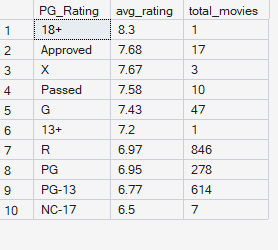 PG_Rating avg_rating total_movies
1 18+ 8.3 1
2 Approved 7.68 17
3 X 7.67 3
4 Passed 7.58 10
5 G 7.43 47
6 13+ 7.2 1
7 R 6.97 846
8 PG 6.95 278
9 PG-13 6.77 614
10 NC-17 6.5 7